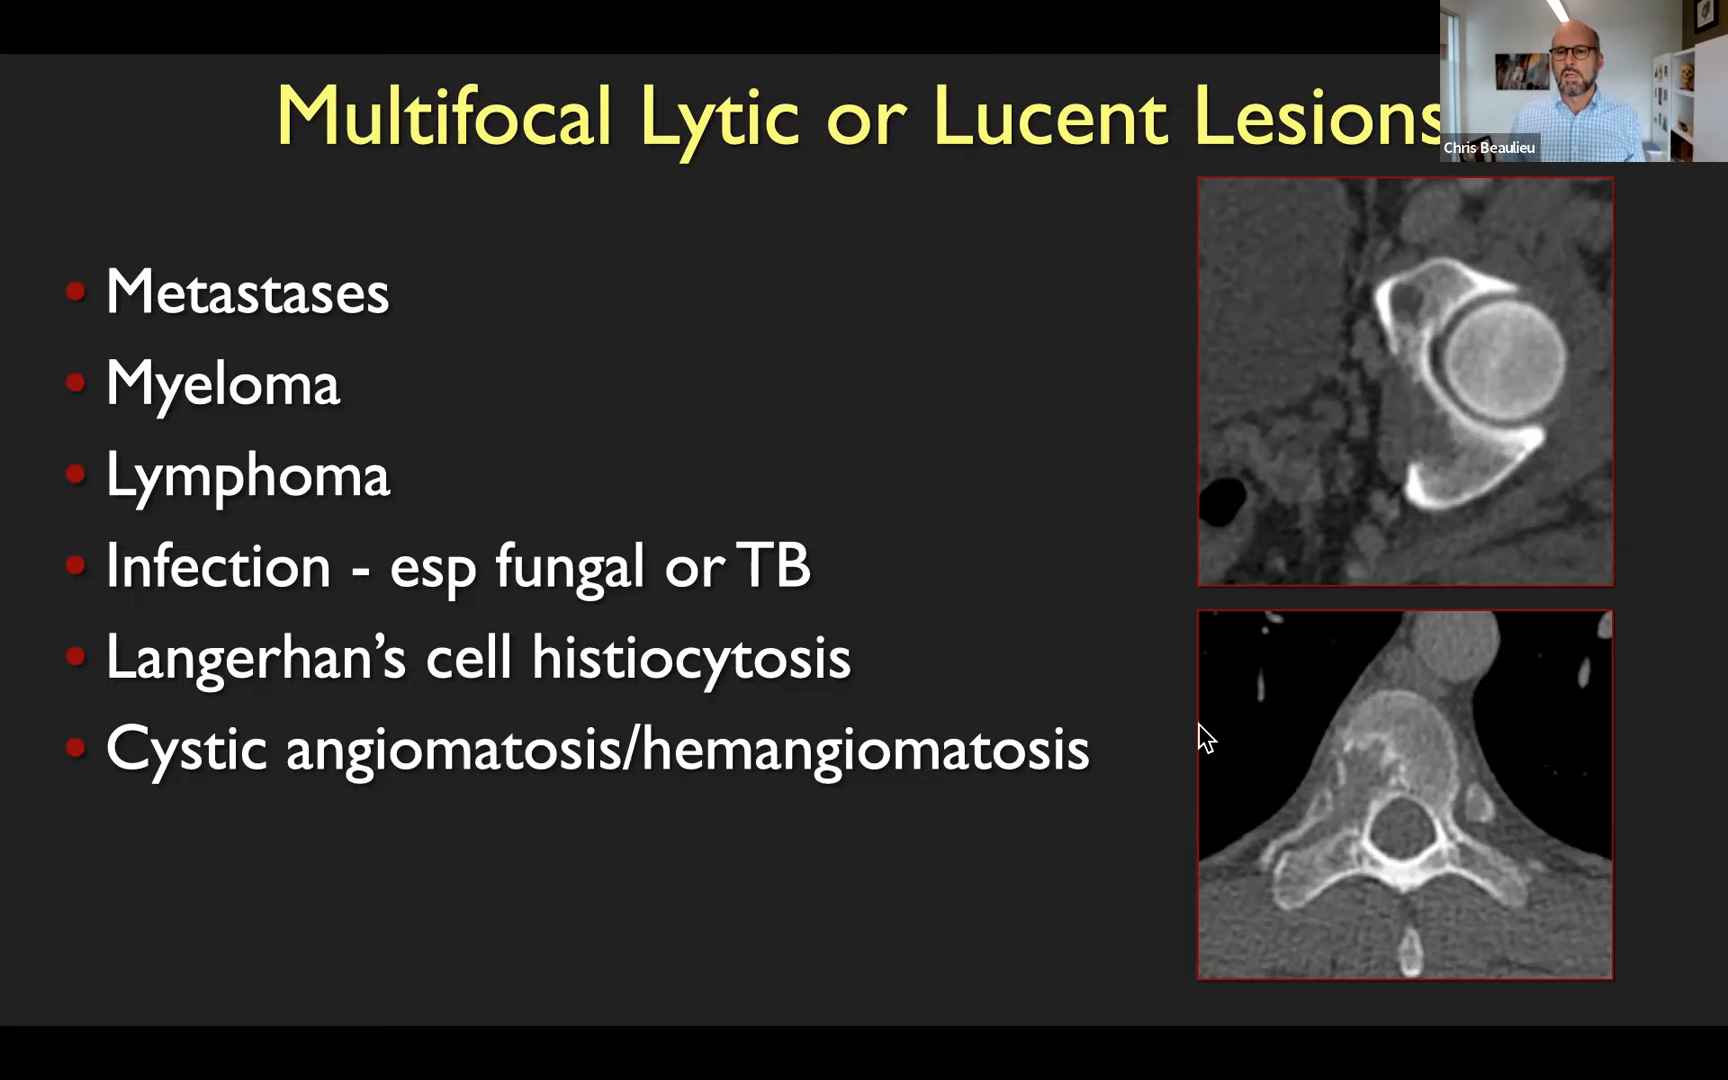 Multifocal Lytic or Lucent Lesions
Chris Beaulieu
• Metastases
• Myeloma
• Lymphoma
• Infection - esp fungal or TB
• Langerhan’s cell histiocytosis
• Cystic angiomatosis/hemangiomatosis